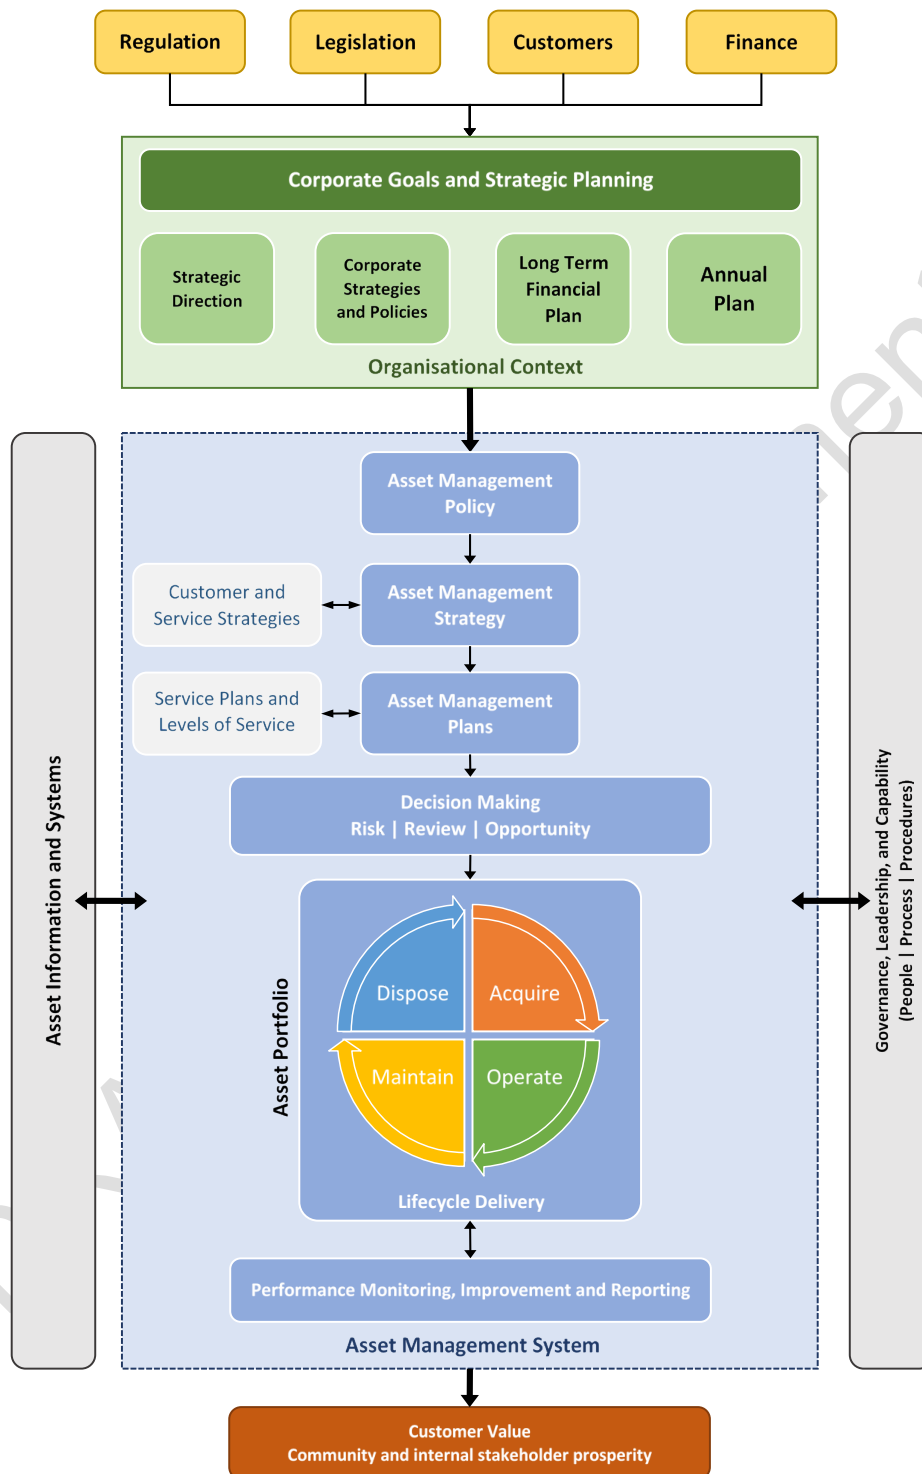 Regulation
Legislation
Customers
Finance
Corporate Goals and Strategic Planning
Strategic
Direction
Corporate
Strategies
and Policies
Long Term
Financial
Plan
Annual
Plan
Organisational Context
Asset Information and Systems
Asset Management
Policy
Customer and
Service Strategies
Asset Management
Strategy
Service Plans and
Levels of Service
Asset Management
Plans
Decision Making
Risk | Review | Opportunity
Asset Portfolio
Dispose
Acquire
Maintain
Operate
Lifecycle Delivery
Performance Monitoring, Improvement and Reporting
Asset Management System
Governance, Leadership, and Capability
(People | Process | Procedures)
Customer Value
Community and internal stakeholder prosperity